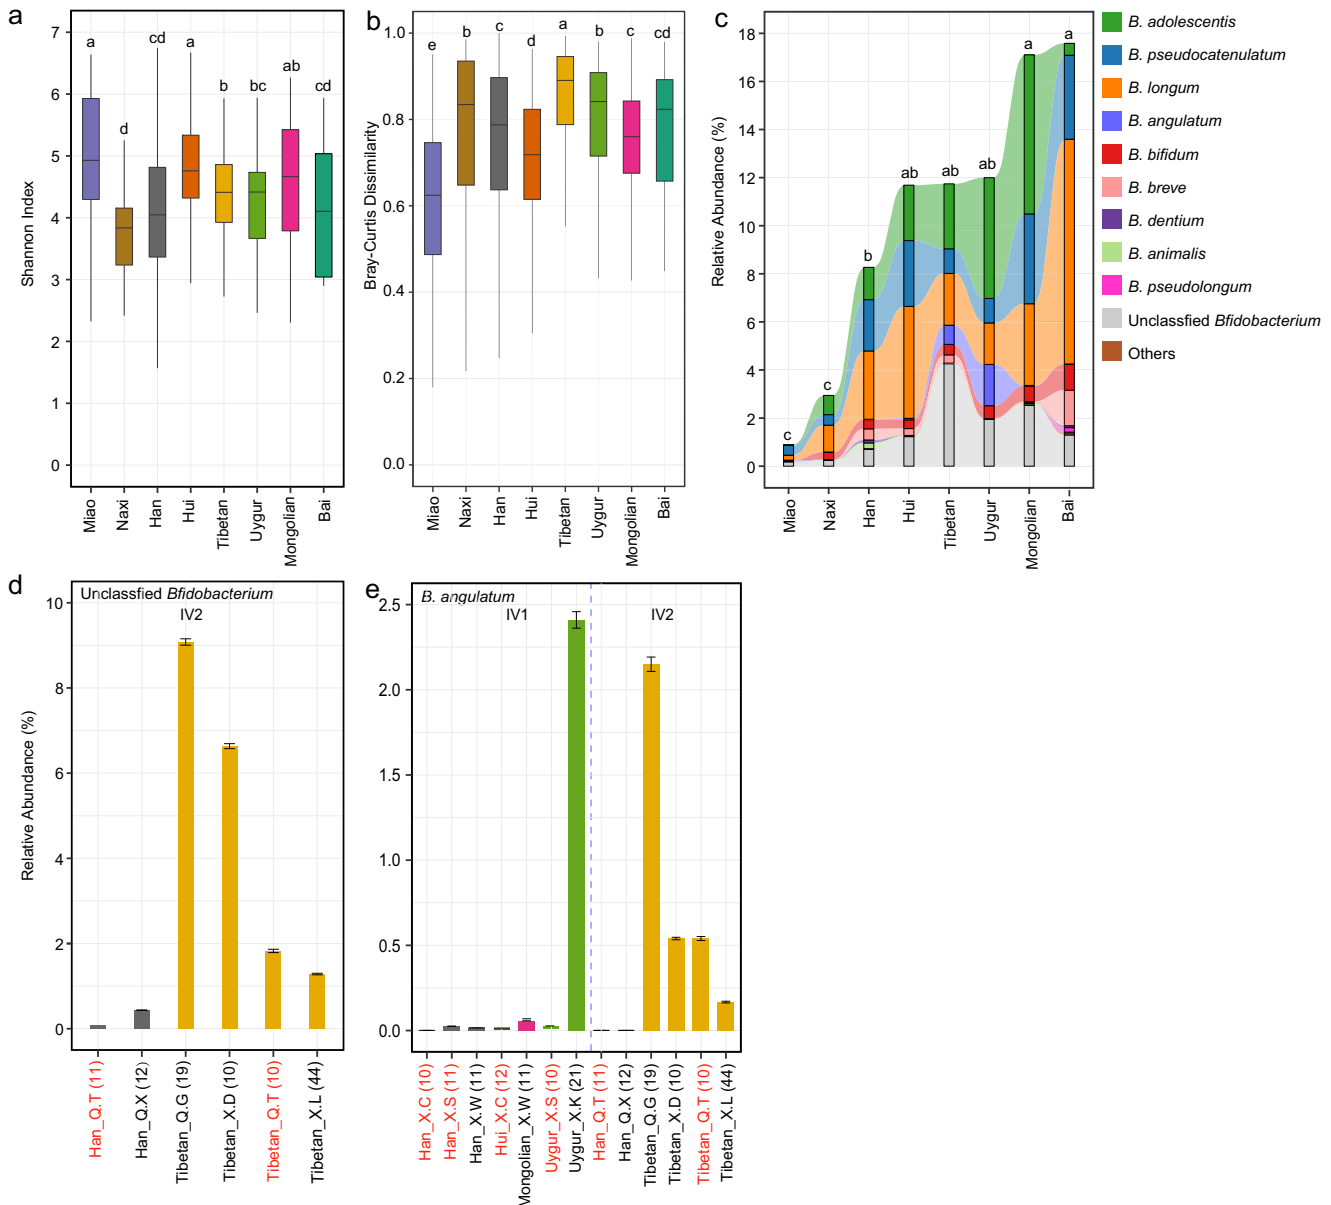 a
7
6
5
4
3
2
1
0
Shannon Index
a
d
cd
a
b
bc
ab
cd
Miao
Naxi
Han
Hui
Tibetan
Uygur
Mongolian
Bai
b
1.0
0.8
0.6
0.4
0.2
0.0
Bray-Curtis Dissimilarity
e
b
c
d
a
b
c
cd
Miao
Naxi
Han
Hui
Tibetan
Uygur
Mongolian
Bai
c
18
16
14
12
10
8
6
4
2
0
Relative Abundance (%)
c
c
b
ab
ab
ab
a
a
Miao
Naxi
Han
Hui
Tibetan
Uygur
Mongolian
Bai
B. adolescentis
B. pseudocatenulatum
B. longum
B. angulatum
B. bifidum
B. breve
B. dentium
B. animalis
B. pseudolongum
Unclassfied Bfidobacterium
Others
d
Unclassfied Bfidobacterium
IV2
10
8
6
4
2
0
Relative Abundance (%)
Han_Q.T (11)
Han_Q.X (12)
Tibetan_Q.G (19)
Tibetan_X.D (10)
Tibetan_Q.T (10)
Tibetan_X.L (44)
e
B. angulatum
IV1
IV2
2.5
2.0
1.5
1.0
0.5
0.0
Han_X.C (10)
Han_X.S (11)
Han_X.W (11)
Hui_X.C (12)
Mongolian_X.W (11)
Uygur_X.S (10)
Uygur_X.K (21)
Han_Q.T (11)
Han_Q.X (12)
Tibetan_Q.G (19)
Tibetan_X.D (10)
Tibetan_Q.T (10)
Tibetan_X.L (44)